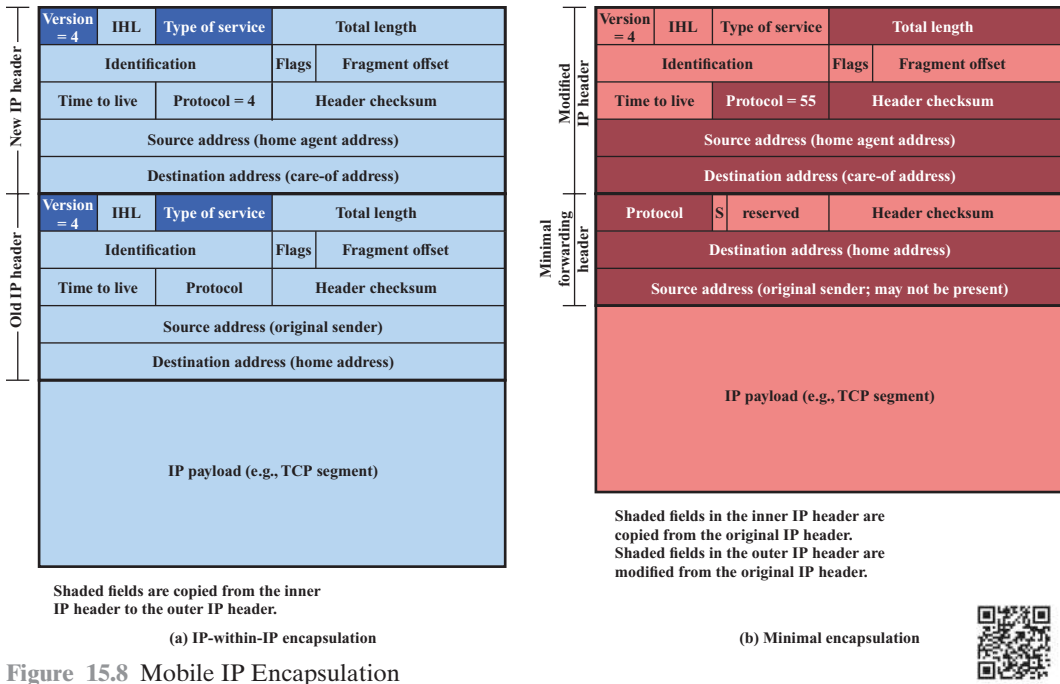 New IP header
Version = 4
IHL
Type of service
Total length
Identification
Flags
Fragment offset
Time to live
Protocol = 4
Header checksum
Source address (home agent address)
Destination address (care-of address)
Old IP header
Version = 4
IHL
Type of service
Total length
Identification
Flags
Fragment offset
Time to live
Protocol
Header checksum
Source address (original sender)
Destination address (home address)
IP payload (e.g., TCP segment)
Shaded fields are copied from the inner
IP header to the outer IP header.
(a) IP-within-IP encapsulation
Modified
IP header
Version = 4
IHL
Type of service
Total length
Identification
Flags
Fragment offset
Time to live
Protocol = 55
Header checksum
Source address (home agent address)
Destination address (care-of address)
Minimal
forwarding
header
Protocol
S
reserved
Header checksum
Destination address (home address)
Source address (original sender; may not be present)
IP payload (e.g., TCP segment)
Shaded fields in the inner IP header are
copied from the original IP header.
Shaded fields in the outer IP header are
modified from the original IP header.
(b) Minimal encapsulation
Figure 15.8 Mobile IP Encapsulation